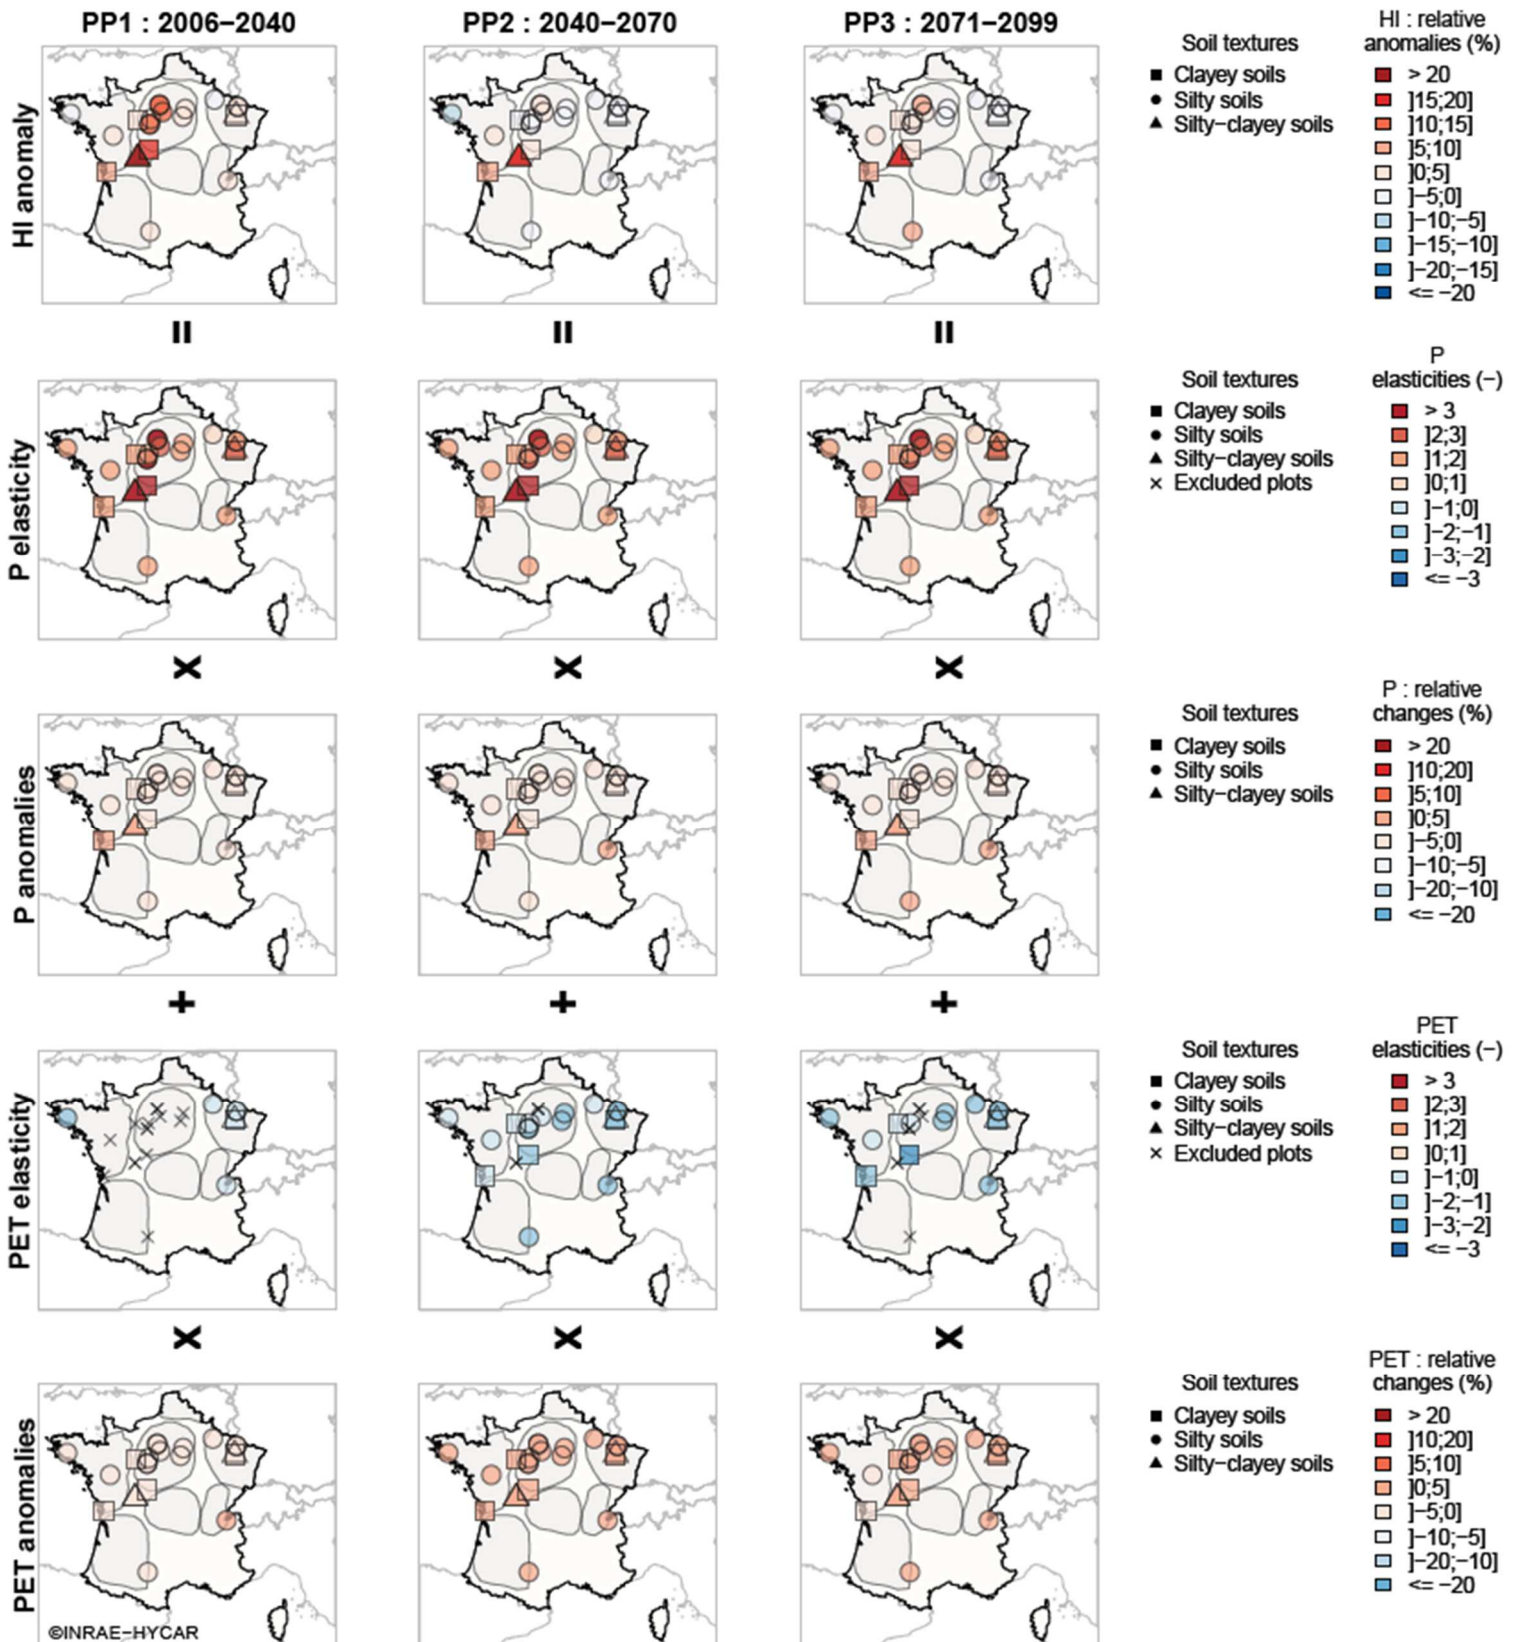 PP1 : 2006−2040
PP2 : 2040−2070
PP3 : 2071−2099
HI anomaly
Soil textures
Clayey soils
Silty soils
Silty−clayey soils
HI : relative
anomalies (%)
> 20
]15;20]
]10;15]
]5;10]
]0;5]
]−5;0]
]−10;−5]
]−15;−10]
]−20;−15]
<= −20
=
=
=
P elasticity
Soil textures
Clayey soils
Silty soils
Silty−clayey soils
Excluded plots
P
elasticities (−)
> 3
]2;3]
]1;2]
]0;1]
]−1;0]
]−2;−1]
]−3;−2]
<= −3
x
x
x
P anomalies
Soil textures
Clayey soils
Silty soils
Silty−clayey soils
P : relative
changes (%)
> 20
]10;20]
]5;10]
]0;5]
]−5;0]
]−10;−5]
]−20;−10]
<= −20
+
+
+
PET elasticity
Soil textures
Clayey soils
Silty soils
Silty−clayey soils
Excluded plots
PET
elasticities (−)
> 3
]2;3]
]1;2]
]0;1]
]−1;0]
]−2;−1]
]−3;−2]
<= −3
x
x
x
PET anomalies
Soil textures
Clayey soils
Silty soils
Silty−clayey soils
PET : relative
changes (%)
> 20
]10;20]
]5;10]
]0;5]
]−5;0]
]−10;−5]
]−20;−10]
<= −20
©INRAE−HYCAR